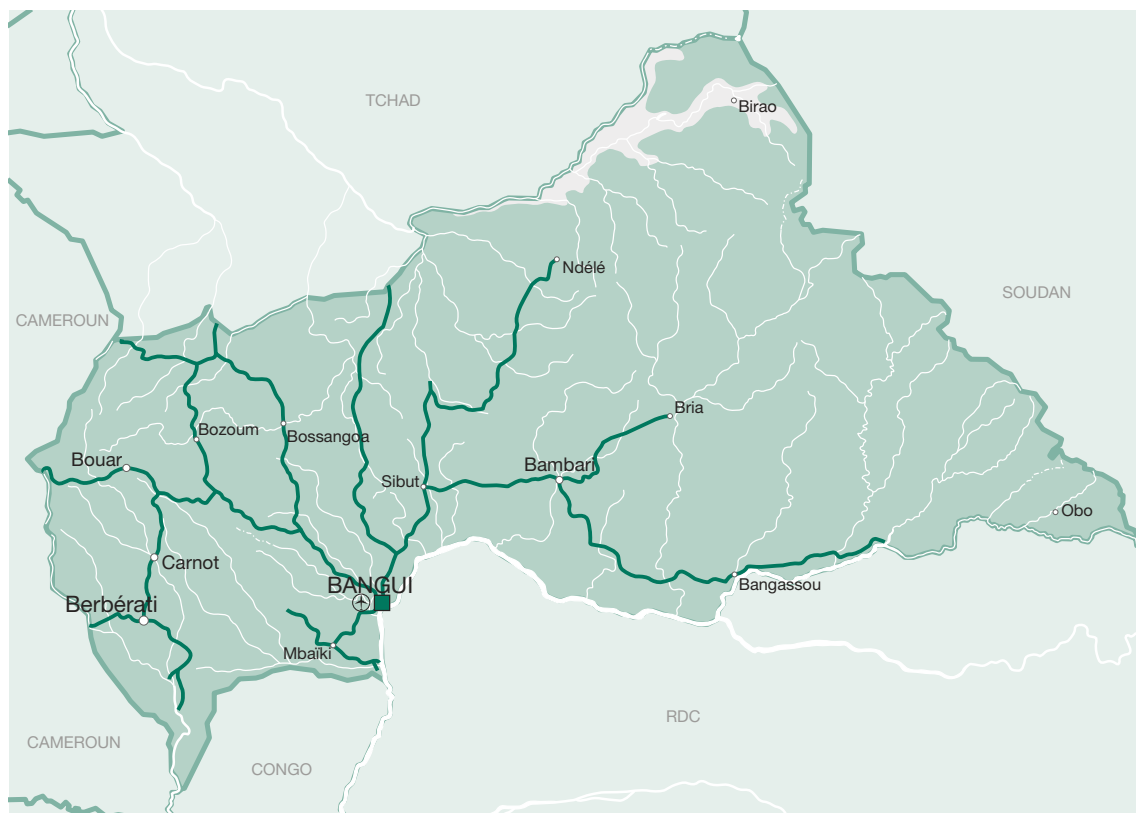 TCHAD
Birao
Ndélé
SOUDAN
CAMEROUN
Bria
Bozoum
Bossangoa
Bouar
Bambari
Sibut
Obo
Carnot
BANGUI
Bangassou
Berbérati
Mbaïki
RDC
CAMEROUN
CONGO